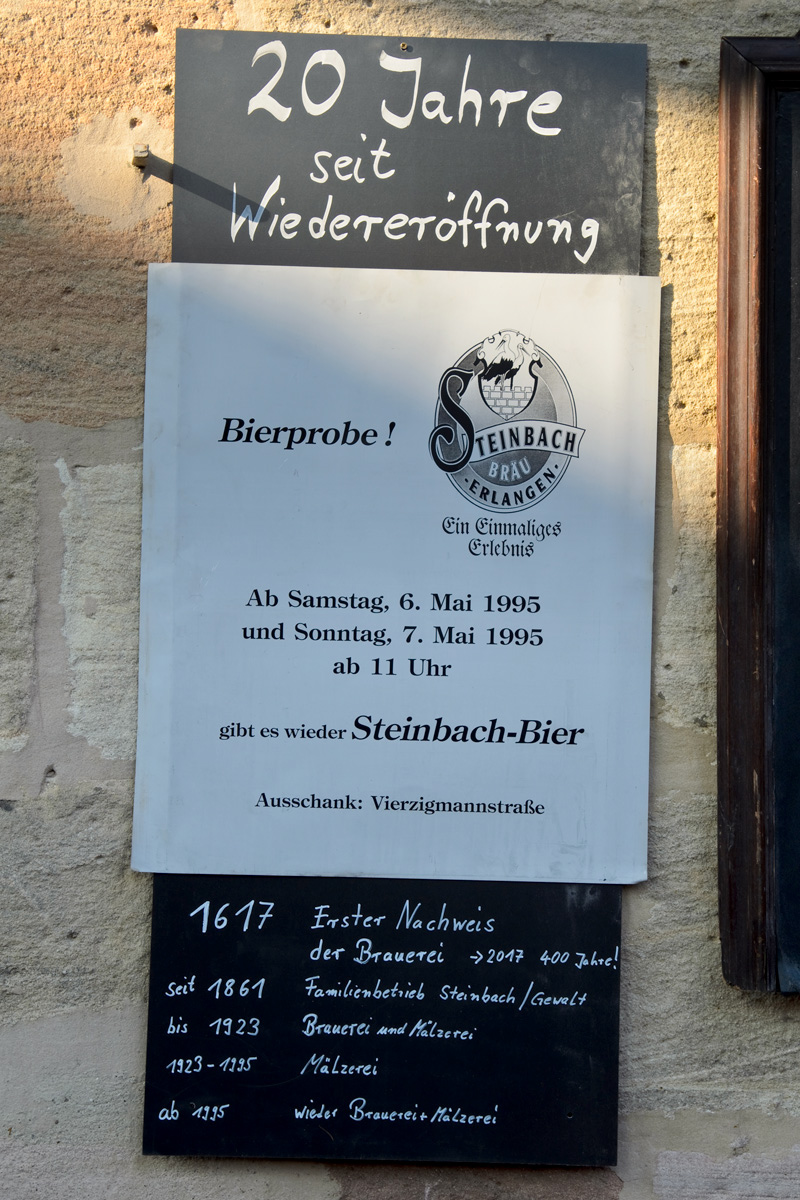 20 Jahre
seit
Wiedereröffnung
Bierprobe !
STEINBACH
BRÄU
·ERLANGEN·
Ein Einmaliges
Erlebnis
Ab Samstag, 6. Mai 1995
und Sonntag, 7. Mai 1995
ab 11 Uhr
gibt es wieder Steinbach-Bier
Ausschank: Vierzigmannstraße
1617 Erster Nachweis
der Brauerei → 2017 400 Jahre!
seit 1861 Familienbetrieb Steinbach/Gewalt
bis 1923 Brauerei und Mälzerei
1923-1995 Mälzerei
ab 1995 wieder Brauerei + Mälzerei